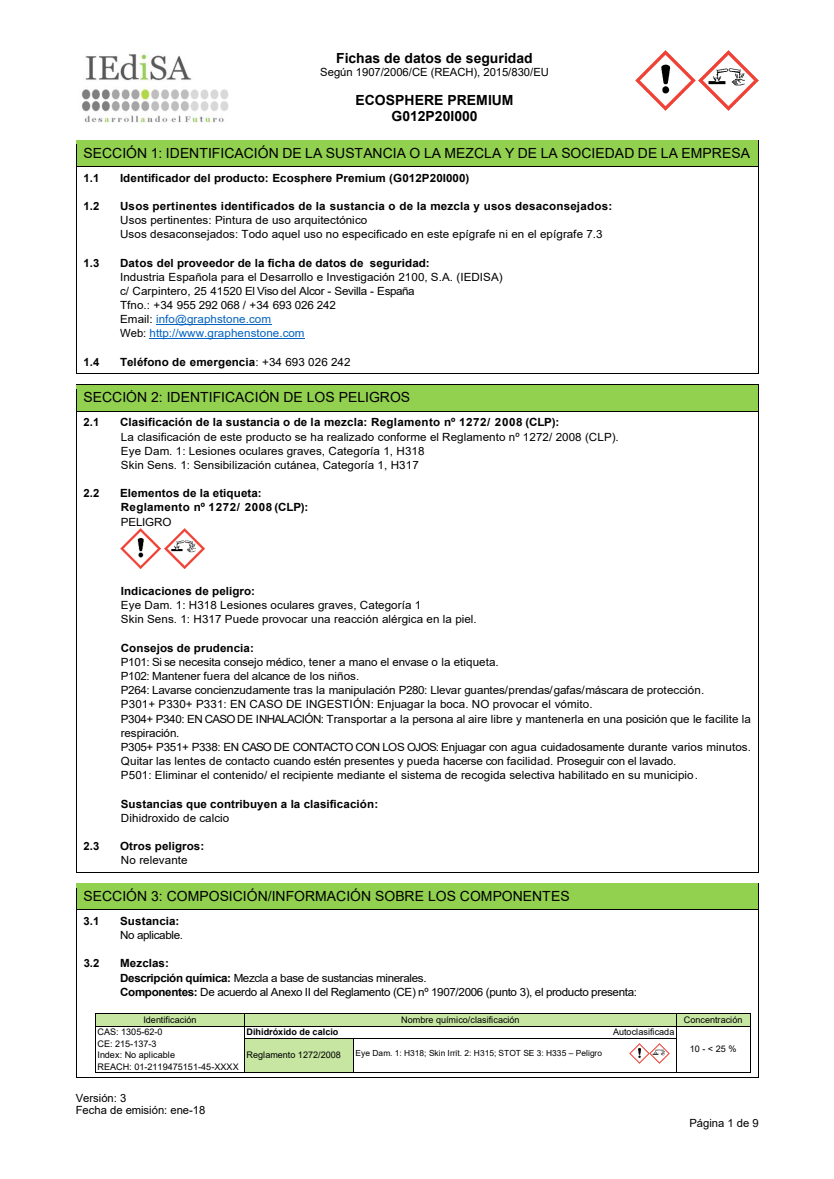 IEdiSA
desarrollando el Futuro
Fichas de datos de seguridad
Según 1907/2006/CE (REACH), 2015/830/EU
ECOSPHERE PREMIUM
G012P20I000
SECCIÓN 1: IDENTIFICACIÓN DE LA SUSTANCIA O LA MEZCLA Y DE LA SOCIEDAD DE LA EMPRESA
1.1 Identificador del producto: Ecosphere Premium (G012P20I000)
1.2 Usos pertinentes identificados de la sustancia o de la mezcla y usos desaconsejados:
Usos pertinentes: Pintura de uso arquitectónico
Usos desaconsejados: Todo aquel uso no especificado en este epígrafe ni en el epígrafe 7.3
1.3 Datos del proveedor de la ficha de datos de seguridad:
Industria Española para el Desarrollo e Investigación 2100, S.A. (IEDISA)
c/ Carpintero, 25 41520 El Viso del Alcor - Sevilla - España
Tfno.: +34 955 292 068 / +34 693 026 242
Email: info@graphstone.com
Web: http://www.graphenstone.com
1.4 Teléfono de emergencia: +34 693 026 242
SECCIÓN 2: IDENTIFICACIÓN DE LOS PELIGROS
2.1 Clasificación de la sustancia o de la mezcla: Reglamento nº 1272/ 2008 (CLP):
La clasificación de este producto se ha realizado conforme el Reglamento nº 1272/ 2008 (CLP).
Eye Dam. 1: Lesiones oculares graves, Categoría 1, H318
Skin Sens. 1: Sensibilización cutánea, Categoría 1, H317
2.2 Elementos de la etiqueta:
Reglamento nº 1272/ 2008 (CLP):
PELIGRO
Indicaciones de peligro:
Eye Dam. 1: H318 Lesiones oculares graves, Categoría 1
Skin Sens. 1: H317 Puede provocar una reacción alérgica en la piel.
Consejos de prudencia:
P101: Si se necesita consejo médico, tener a mano el envase o la etiqueta.
P102: Mantener fuera del alcance de los niños.
P264: Lavarse concienzudamente tras la manipulación P280: Llevar guantes/prendas/gafas/máscara de protección.
P301+ P330+ P331: EN CASO DE INGESTIÓN: Enjuagar la boca. NO provocar el vómito.
P304+ P340: EN CASO DE INHALACIÓN: Transportar a la persona al aire libre y mantenerla en una posición que le facilite la
respiración.
P305+ P351+ P338: EN CASO DE CONTACTO CON LOS OJOS: Enjuagar con agua cuidadosamente durante varios minutos.
Quitar las lentes de contacto cuando estén presentes y pueda hacerse con facilidad. Proseguir con el lavado.
P501: Eliminar el contenido/ el recipiente mediante el sistema de recogida selectiva habilitado en su municipio.
Sustancias que contribuyen a la clasificación:
Dihidroxido de calcio
2.3 Otros peligros:
No relevante
SECCIÓN 3: COMPOSICIÓN/INFORMACIÓN SOBRE LOS COMPONENTES
3.1 Sustancia:
No aplicable.
3.2 Mezclas:
Descripción química: Mezcla a base de sustancias minerales.
Componentes: De acuerdo al Anexo II del Reglamento (CE) nº 1907/2006 (punto 3), el producto presenta:
Identificación Nombre químico/clasificación Concentración
CAS: 1305-62-0
CE: 215-137-3
Index: No aplicable
REACH: 01-2119475151-45-XXXX
Dihidróxido de calcio Autoclasificada
Reglamento 1272/2008 Eye Dam. 1: H318; Skin Irrit. 2: H315; STOT SE 3: H335 – Peligro
10 - < 25 %
Versión: 3
Fecha de emisión: ene-18
Página 1 de 9